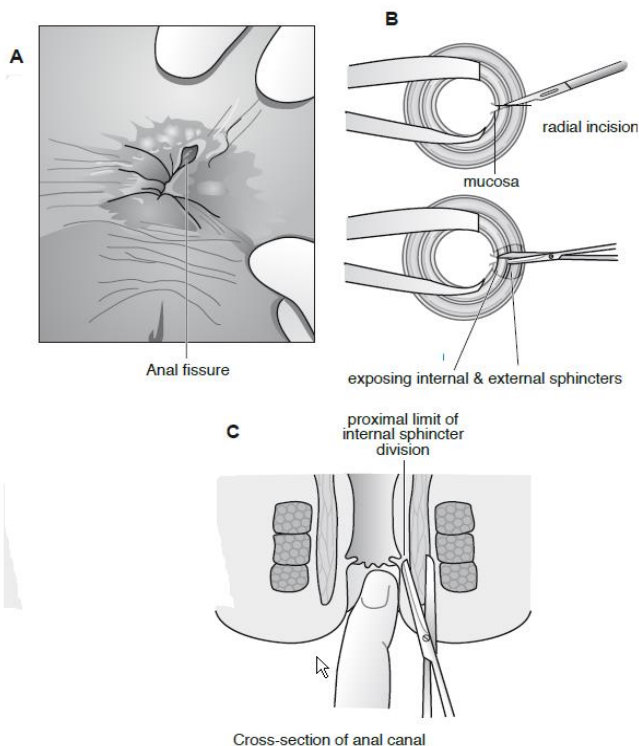 A
Anal fissure
B
radial incision
mucosa
exposing internal & external sphincters
C
proximal limit of
internal sphincter
division
Cross-section of anal canal